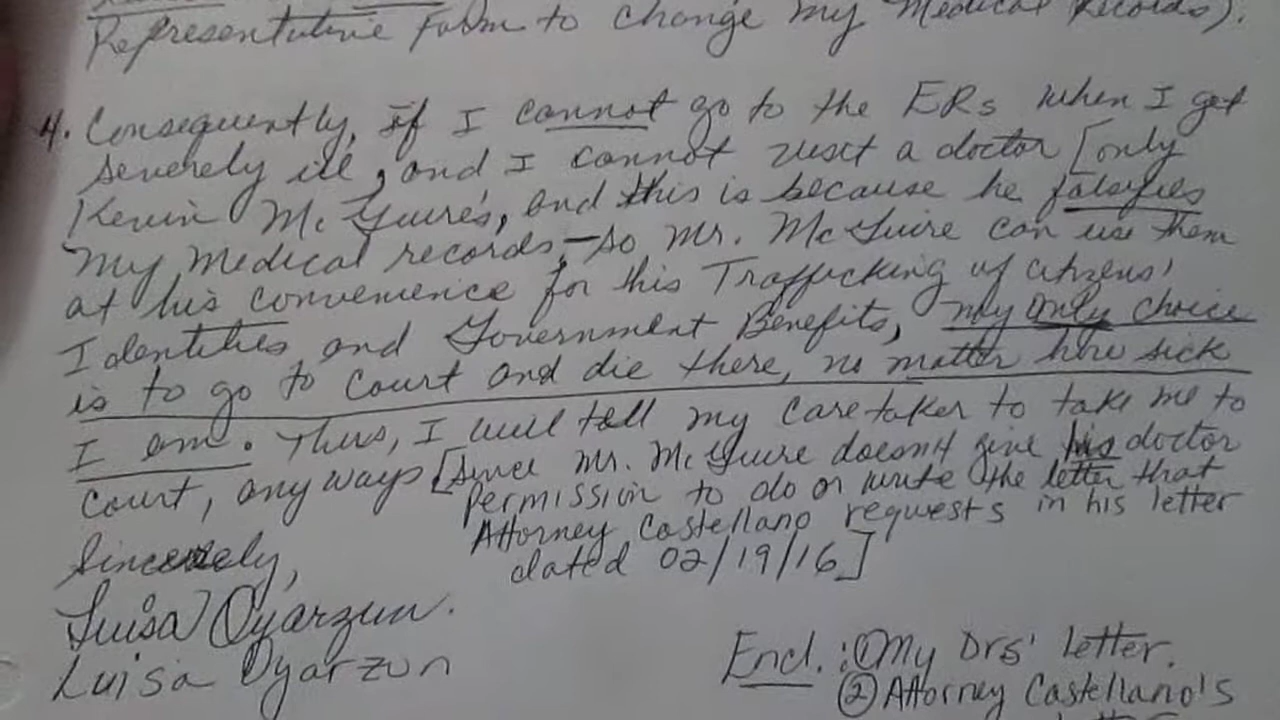 Representative form to change my Medical Records).
4. Consequently, if I cannot go to the ERs when I get
severely ill, and I cannot visit a doctor [only
Kevin McGuire's, and this is because he falsifies
my medical records—so Mr. McGuire can use them
at his convenience for this Trafficking of citizens'
Identities and Government Benefits, my only choice
is to go to court and die there, no matter how sick
I am. Thus, I will tell my caretaker to take me to
court, any ways [since Mr. McGuire doesn't give his doctor
permission to do or write the letter that
Attorney Castellano requests in his letter
dated 02/19/16]
Sincerely,
Luisa Oyarzun.
Luisa Oyarzun
Encl.: ① My Drs' letter.
② Attorney Castellano's